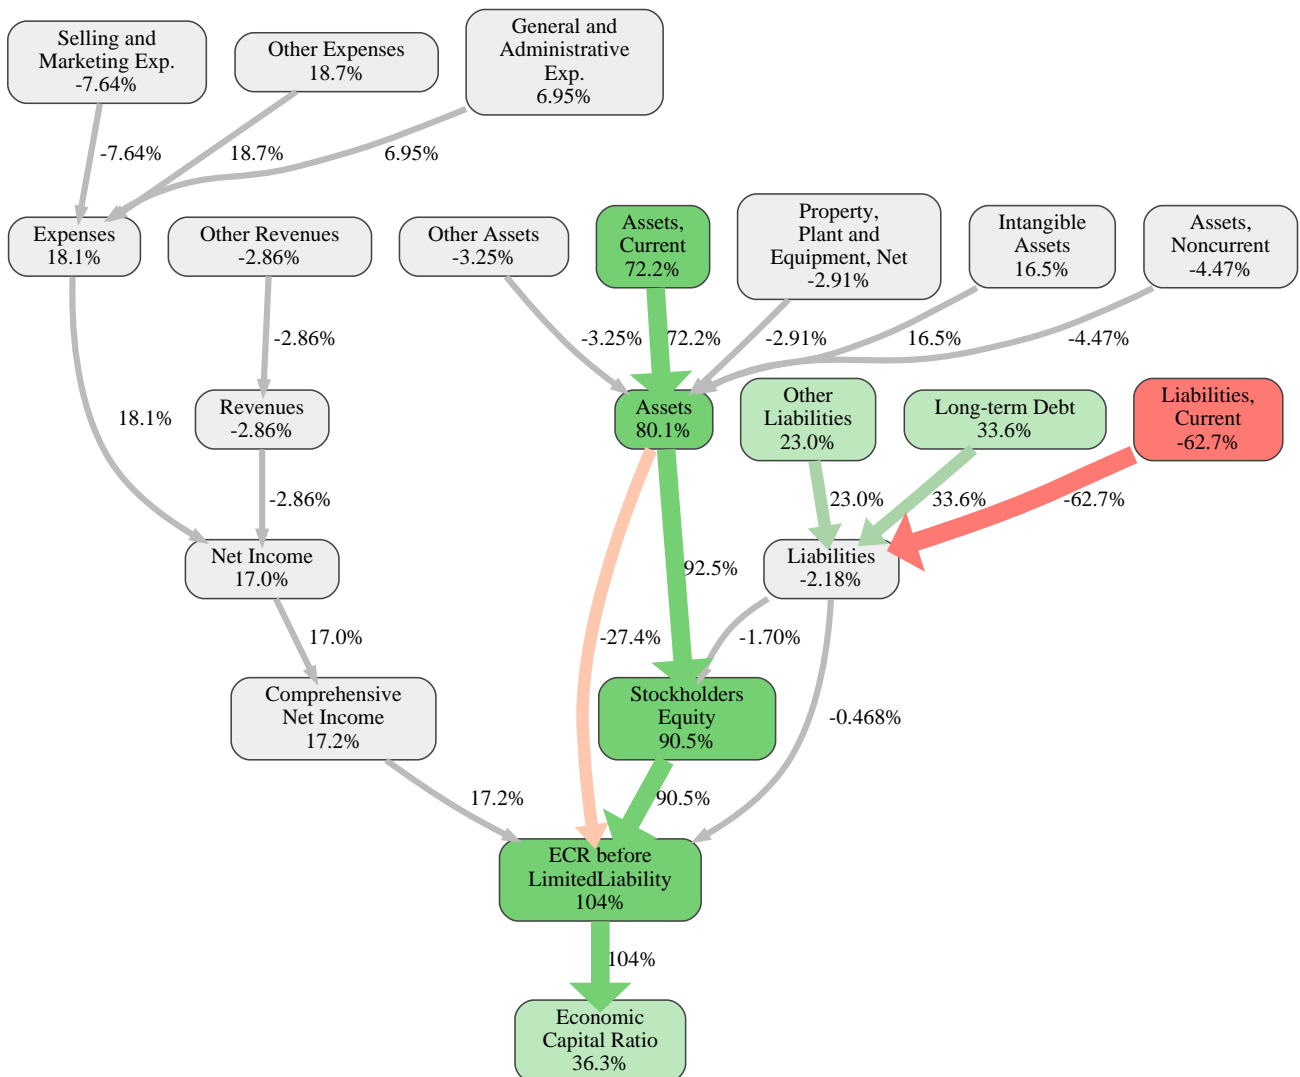 Selling and
Marketing Exp.
-7.64%
Other Expenses
18.7%
General and
Administrative
Exp.
6.95%
-7.64%
18.7%
6.95%
Expenses
18.1%
Other Revenues
-2.86%
Other Assets
-3.25%
Assets,
Current
72.2%
Property,
Plant and
Equipment, Net
-2.91%
Intangible
Assets
16.5%
Assets,
Noncurrent
-4.47%
-2.86%
-3.25%
72.2%
-2.91%
16.5%
-4.47%
18.1%
Revenues
-2.86%
Assets
80.1%
Other
Liabilities
23.0%
Long-term Debt
33.6%
Liabilities,
Current
-62.7%
-2.86%
23.0%
33.6%
-62.7%
Net Income
17.0%
92.5%
Liabilities
-2.18%
17.0%
-27.4%
-1.70%
Comprehensive
Net Income
17.2%
Stockholders
Equity
90.5%
-0.468%
17.2%
90.5%
ECR before
LimitedLiability
104%
104%
Economic
Capital Ratio
36.3%